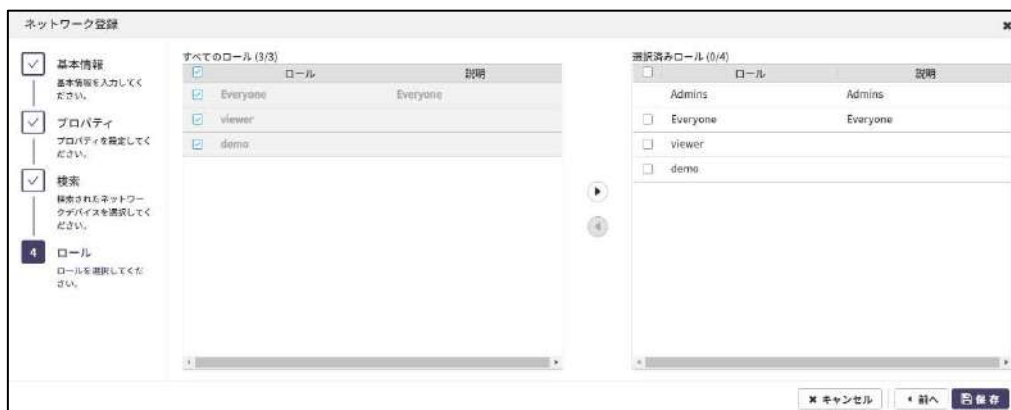 ネットワーク登録
基本情報
基本情報を入力してく
ださい。
プロパティ
プロパティを設定してく
ださい。
検索
検索されたネットワー
クデバイスを選択してく
ださい。
4 ロール
ロールを選択してくだ
さい。
すべてのロール (3/3)
ロール 説明
Everyone Everyone
viewer
demo
選択済みロール (0/4)
ロール 説明
Admins Admins
Everyone Everyone
viewer
demo
キャンセル 前へ 保存